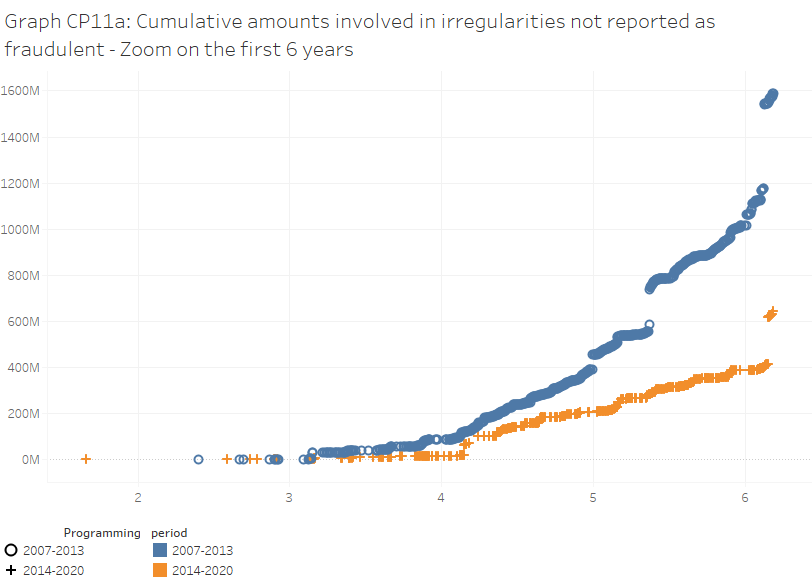 Graph CP11a: Cumulative amounts involved in irregularities not reported as
fraudulent - Zoom on the first 6 years
1600M
1400M
1200M
1000M
800M
600M
400M
200M
0M
2 3 4 5 6
Programming period
2007-2013 2007-2013
2014-2020 2014-2020